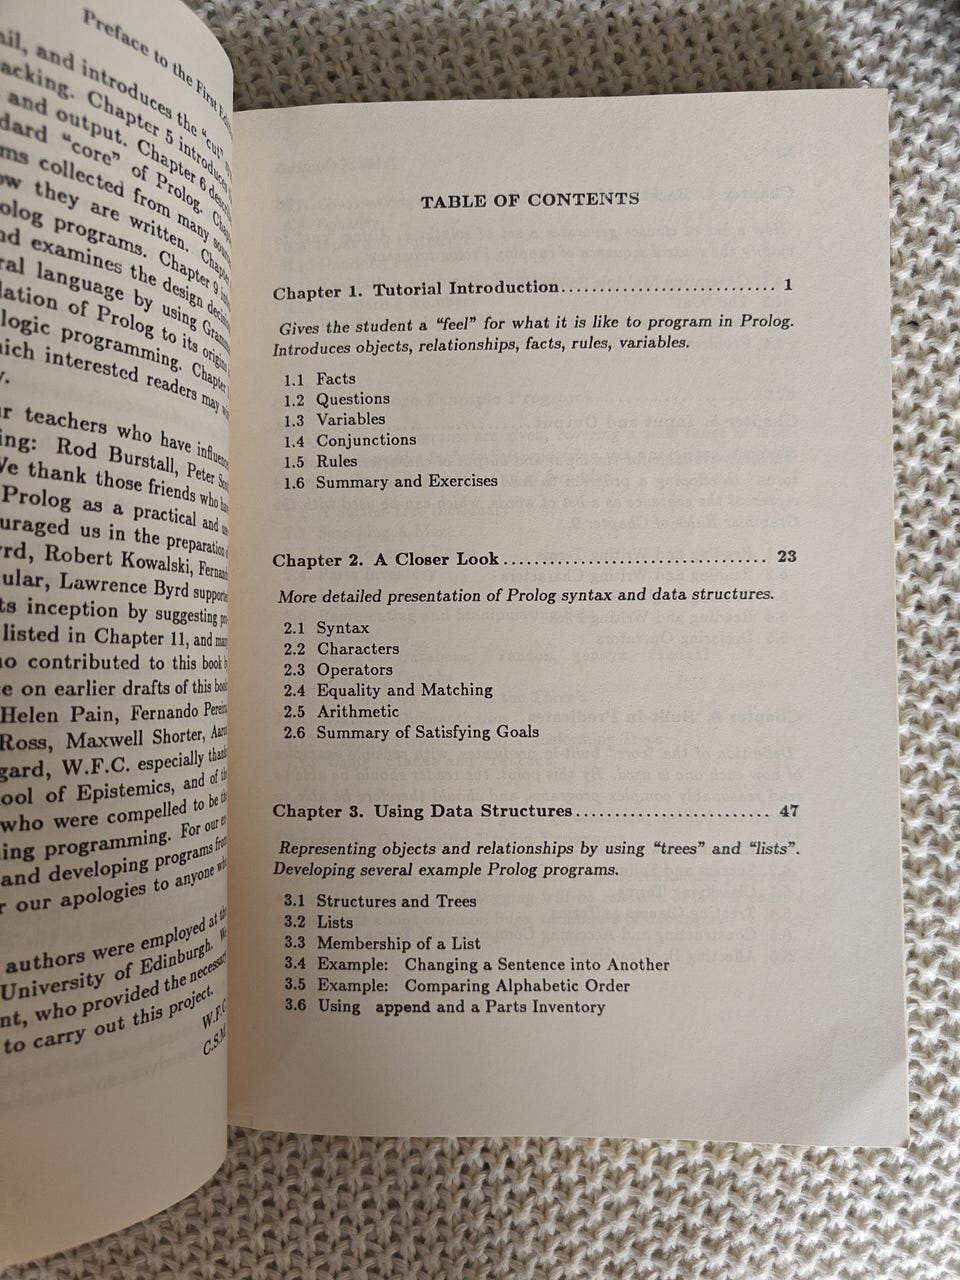 Preface to the First
ail, and introduces the "cut"
acking. Chapter 5
and output. Chapter 6
dard "core" of Prolog.
ms collected from many
ow they are written.
olog programs. Chapter 9
nd examines the design
ral language by using
lation of Prolog to its
logic programming.
ich interested readers may
y.
r teachers who have
ing: Rod Burstall, Peter
We thank those friends who
Prolog as a practical and
uraged us in the preparation
rd, Robert Kowalski,
ular, Lawrence Byrd
ts inception by suggesting
listed in Chapter 11, and
o contributed to this book
e on earlier drafts of this
Helen Pain, Fernando
Ross, Maxwell Shorter,
gard, W.F.C. especially
ool of Epistemics, and of
who were compelled to be
ing programming. For our
and developing programs
r our apologies to anyone
authors were employed at
University of Edinburgh.
nt, who provided the
to carry out this project.
W.F.C.
C.S.M.
TABLE OF CONTENTS
Chapter 1. Tutorial Introduction........................... 1
Gives the student a "feel" for what it is like to program in Prolog.
Introduces objects, relationships, facts, rules, variables.
1.1 Facts
1.2 Questions
1.3 Variables
1.4 Conjunctions
1.5 Rules
1.6 Summary and Exercises
Chapter 2. A Closer Look................................. 23
More detailed presentation of Prolog syntax and data structures.
2.1 Syntax
2.2 Characters
2.3 Operators
2.4 Equality and Matching
2.5 Arithmetic
2.6 Summary of Satisfying Goals
Chapter 3. Using Data Structures........................ 47
Representing objects and relationships by using "trees" and "lists".
Developing several example Prolog programs.
3.1 Structures and Trees
3.2 Lists
3.3 Membership of a List
3.4 Example: Changing a Sentence into Another
3.5 Example: Comparing Alphabetic Order
3.6 Using append and a Parts Inventory